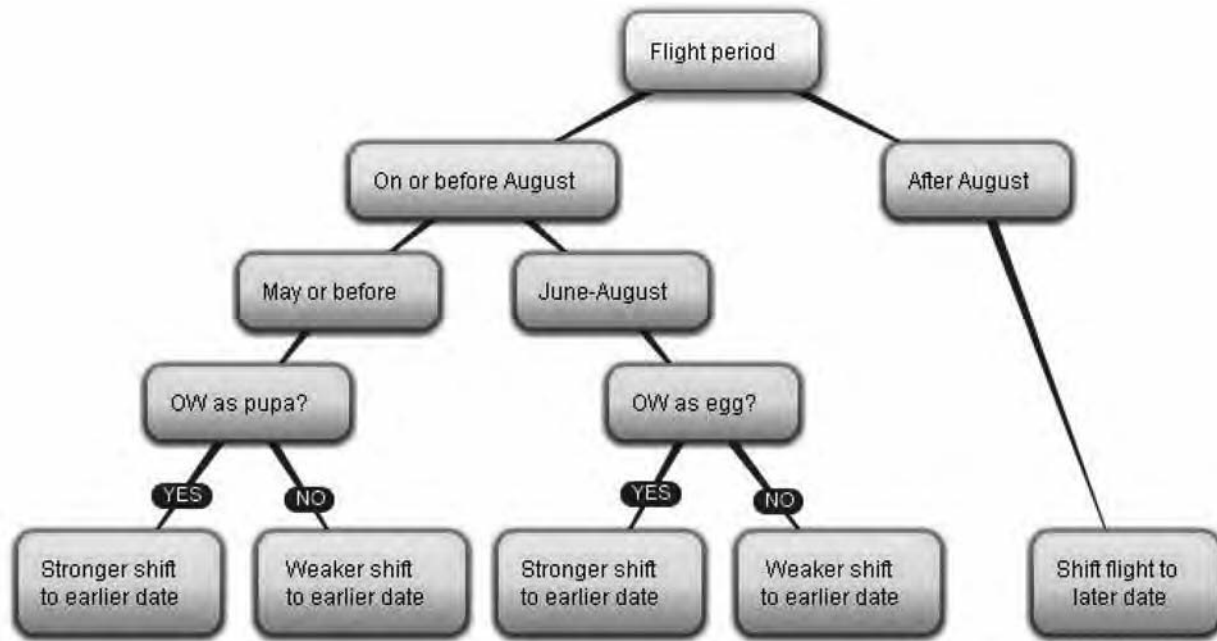 Flight period
On or before August
After August
May or before
June-August
OW as pupa?
OW as egg?
YES
NO
YES
NO
Stronger shift
to earlier date
Weaker shift
to earlier date
Stronger shift
to earlier date
Weaker shift
to earlier date
Shift flight to
later date